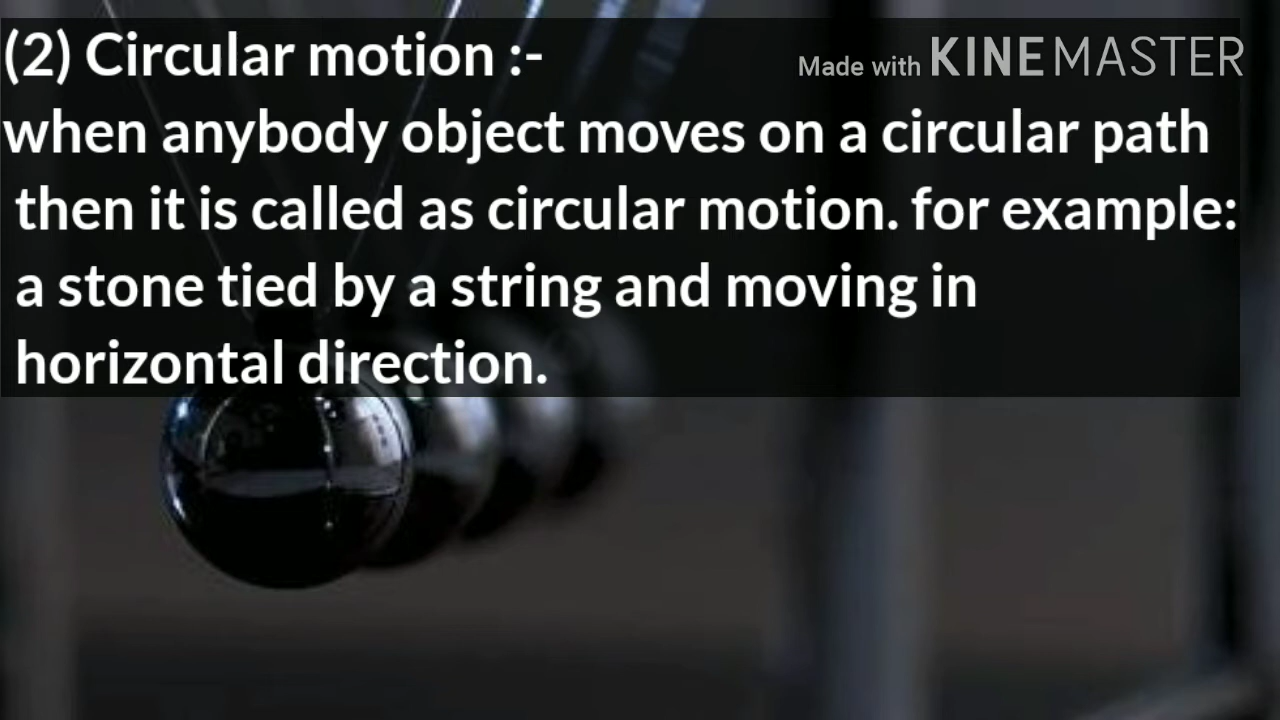 (2) Circular motion :-
Made with KINEMASTER
when anybody object moves on a circular path
then it is called as circular motion. for example:
a stone tied by a string and moving in
horizontal direction.